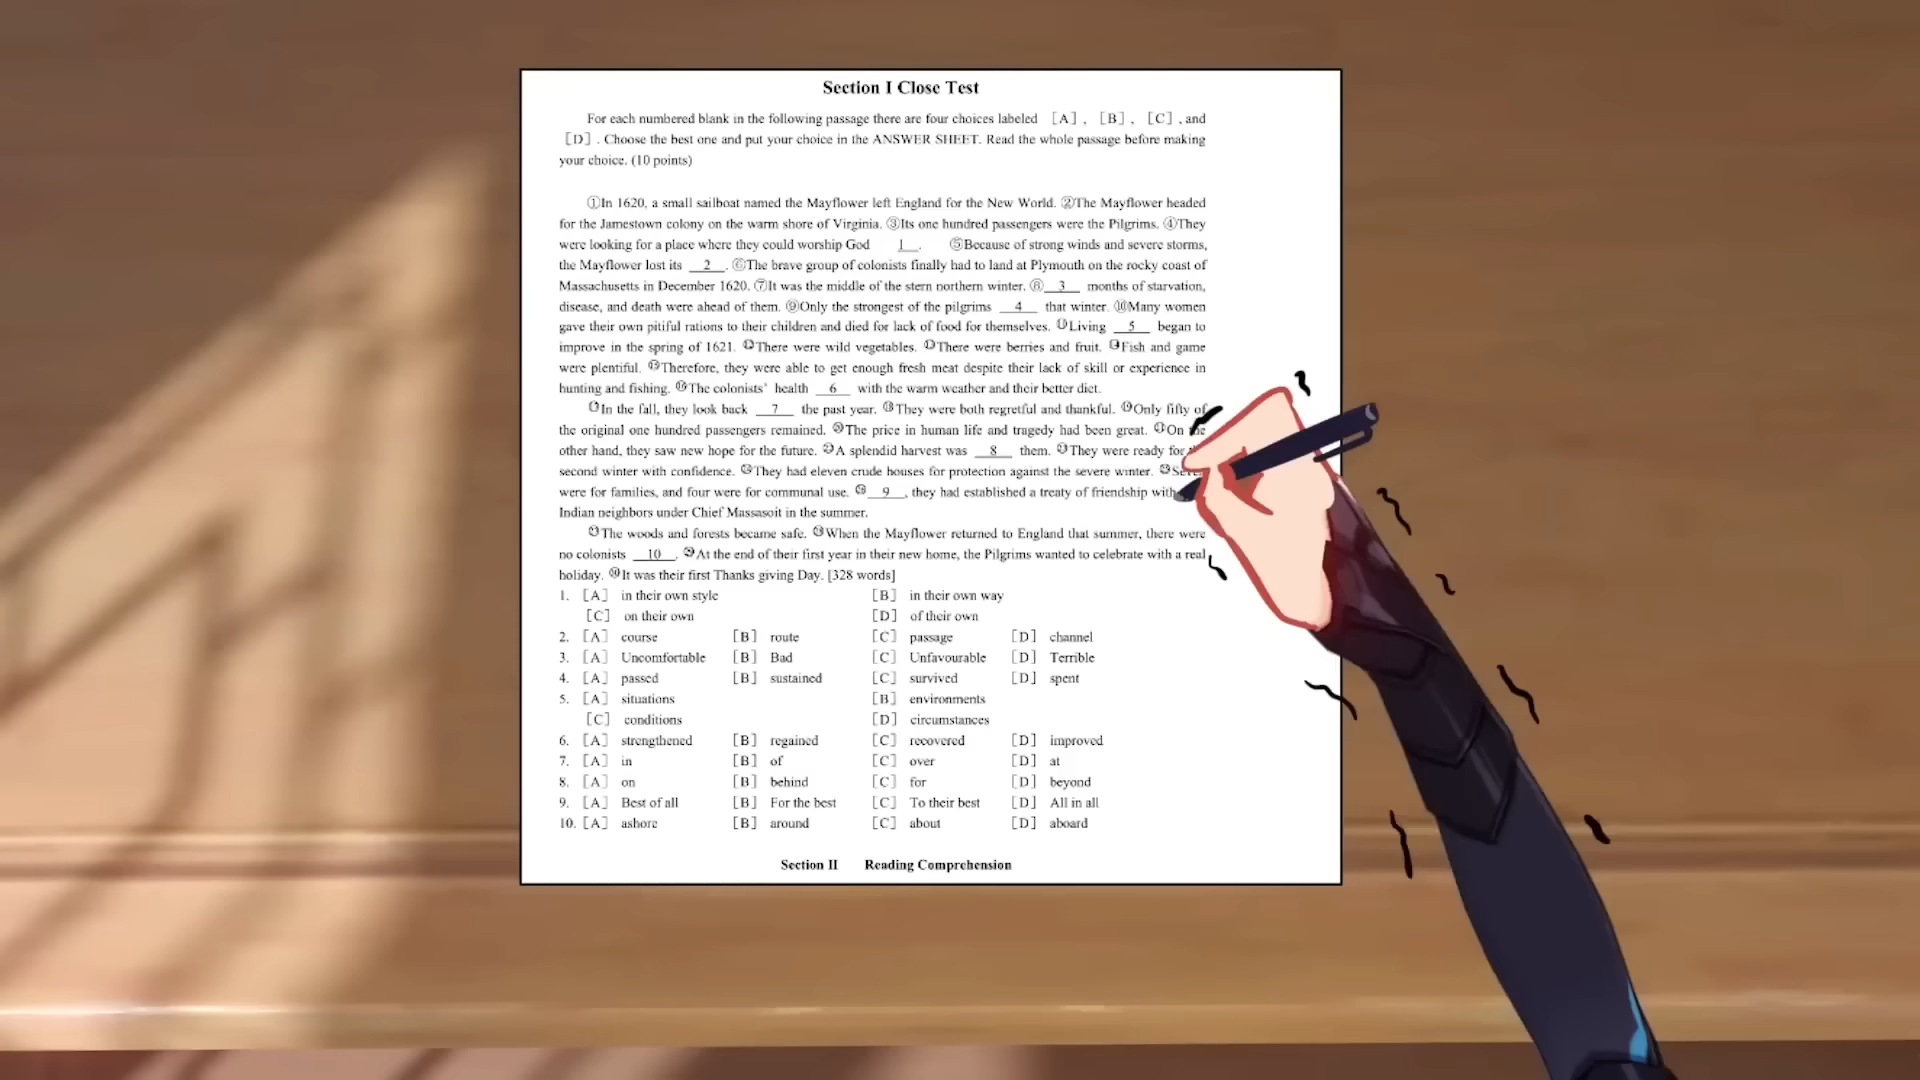 Section I Close Test
For each numbered blank in the following passage there are four choices labeled [A], [B], [C], and
[D]. Choose the best one and put your choice in the ANSWER SHEET. Read the whole passage before making
your choice. (10 points)
①In 1620, a small sailboat named the Mayflower left England for the New World. ②The Mayflower headed
for the Jamestown colony on the warm shore of Virginia. ③Its one hundred passengers were the Pilgrims. ④They
were looking for a place where they could worship God 1 . ⑤Because of strong winds and severe storms,
the Mayflower lost its 2 . ⑥The brave group of colonists finally had to land at Plymouth on the rocky coast of
Massachusetts in December 1620. ⑦It was the middle of the stern northern winter. ⑧ 3 months of starvation,
disease, and death were ahead of them. ⑨Only the strongest of the pilgrims 4 that winter. ⑩Many women
gave their own pitiful rations to their children and died for lack of food for themselves. ⑪Living 5 began to
improve in the spring of 1621. ⑫There were wild vegetables. ⑬There were berries and fruit. ⑭Fish and game
were plentiful. ⑮Therefore, they were able to get enough fresh meat despite their lack of skill or experience in
hunting and fishing. ⑯The colonists' health 6 with the warm weather and their better diet.
⑰In the fall, they look back 7 the past year. ⑱They were both regretful and thankful. ⑲Only fifty of
the original one hundred passengers remained. ⑳The price in human life and tragedy had been great. ㉑On the
other hand, they saw new hope for the future. ㉒A splendid harvest was 8 them. ㉓They were ready for
second winter with confidence. ㉔They had eleven crude houses for protection against the severe winter. ㉕
were for families, and four were for communal use. ㉖ 9 , they had established a treaty of friendship with
Indian neighbors under Chief Massasoit in the summer.
㉗The woods and forests became safe. ㉘When the Mayflower returned to England that summer, there were
no colonists 10 . ㉙At the end of their first year in their new home, the Pilgrims wanted to celebrate with a real
holiday. ㉚It was their first Thanks giving Day. [328 words]
1. [A] in their own style [B] in their own way
[C] on their own [D] of their own
2. [A] course [B] route [C] passage [D] channel
3. [A] Uncomfortable [B] Bad [C] Unfavourable [D] Terrible
4. [A] passed [B] sustained [C] survived [D] spent
5. [A] situations [B] environments
[C] conditions [D] circumstances
6. [A] strengthened [B] regained [C] recovered [D] improved
7. [A] in [B] of [C] over [D] at
8. [A] on [B] behind [C] for [D] beyond
9. [A] Best of all [B] For the best [C] To their best [D] All in all
10. [A] ashore [B] around [C] about [D] aboard
Section II Reading Comprehension